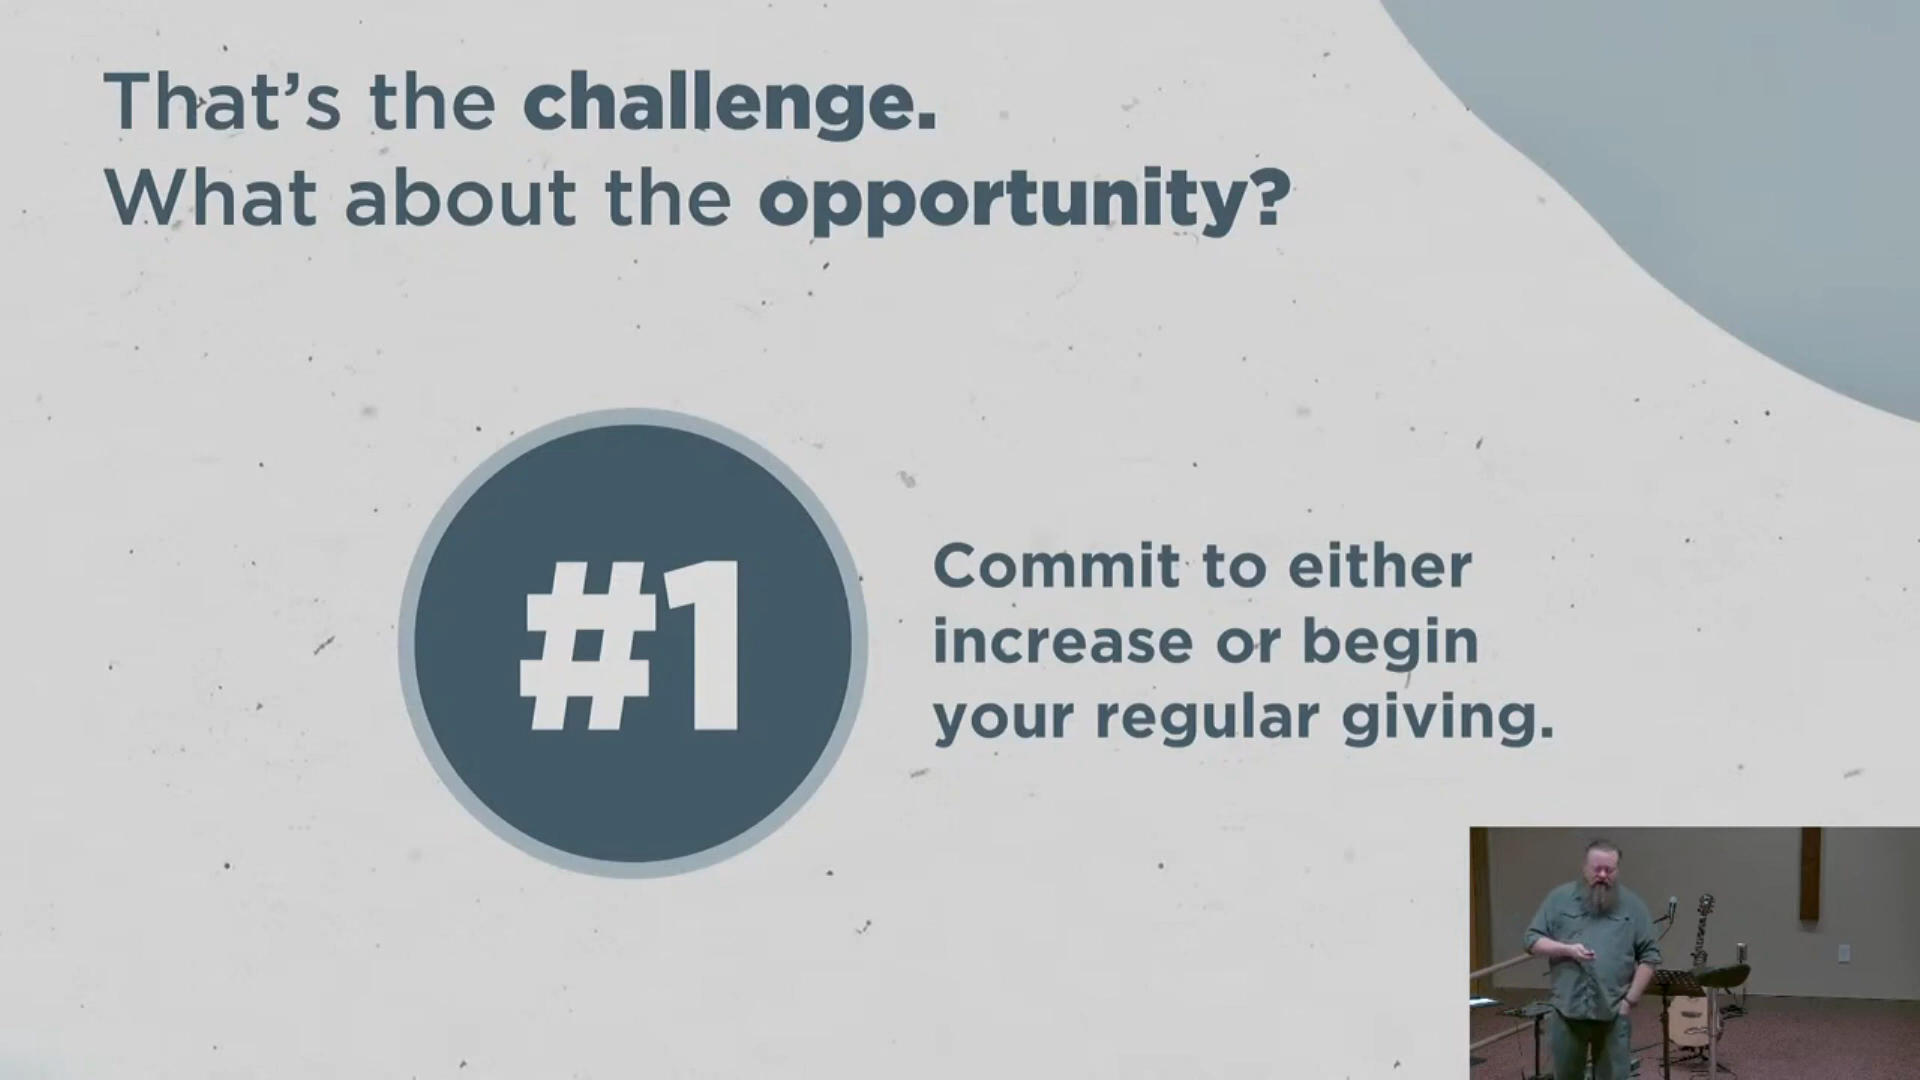 That’s the challenge.
What about the opportunity?
#1
Commit to either
increase or begin
your regular giving.